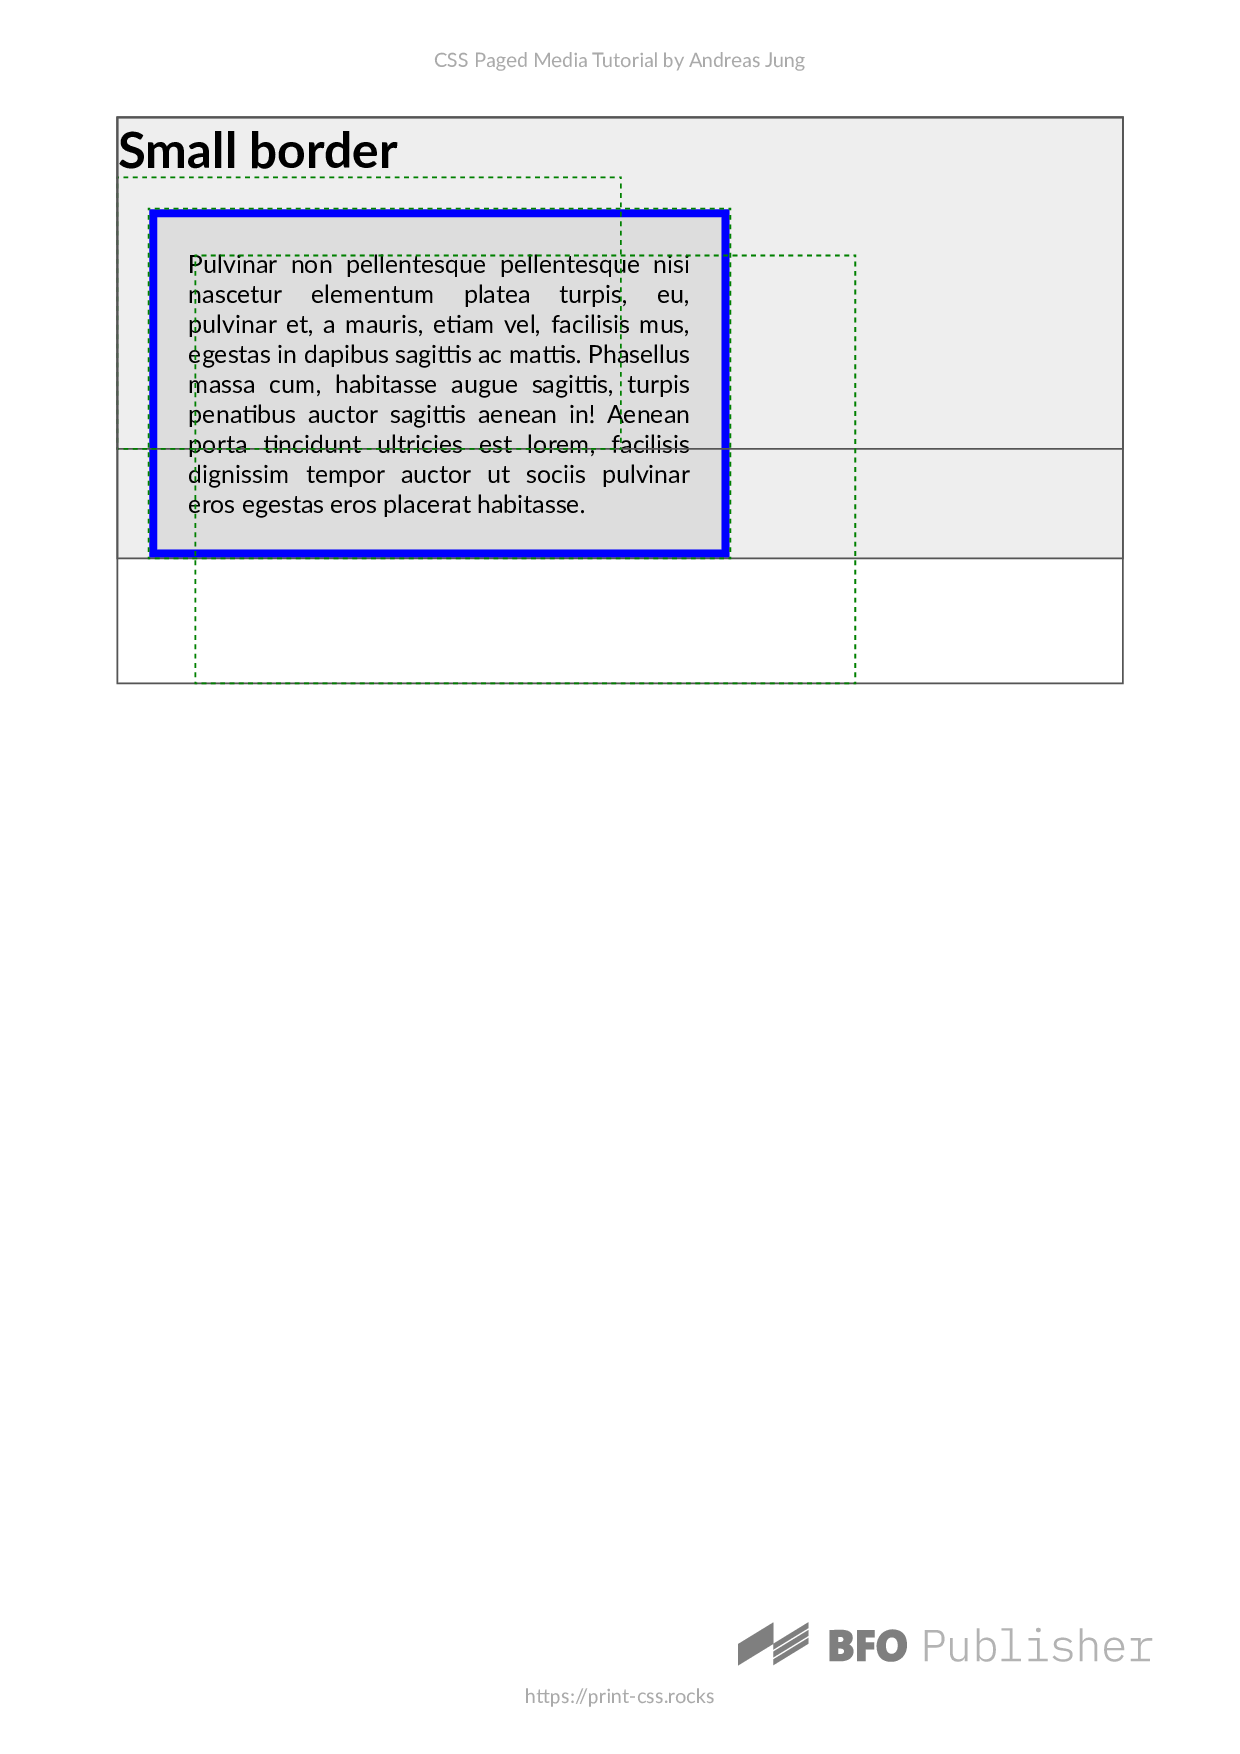 CSS Paged Media Tutorial by Andreas Jung
Small border
Pulvinar non pellentesque pellentesque nisi
nascetur elementum platea turpis, eu,
pulvinar et, a mauris, etiam vel, facilisis mus,
egestas in dapibus sagittis ac mattis. Phasellus
massa cum, habitasse augue sagittis, turpis
penatibus auctor sagittis aenean in! Aenean
porta tincidunt ultricies est lorem, facilisis
dignissim tempor auctor ut sociis pulvinar
eros egestas eros placerat habitasse.
BFO Publisher
https://print-css.rocks